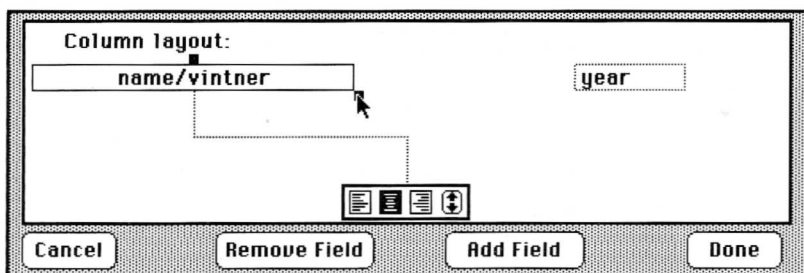 Column layout:
name/vintner year
Cancel Remove Field Add Field Done